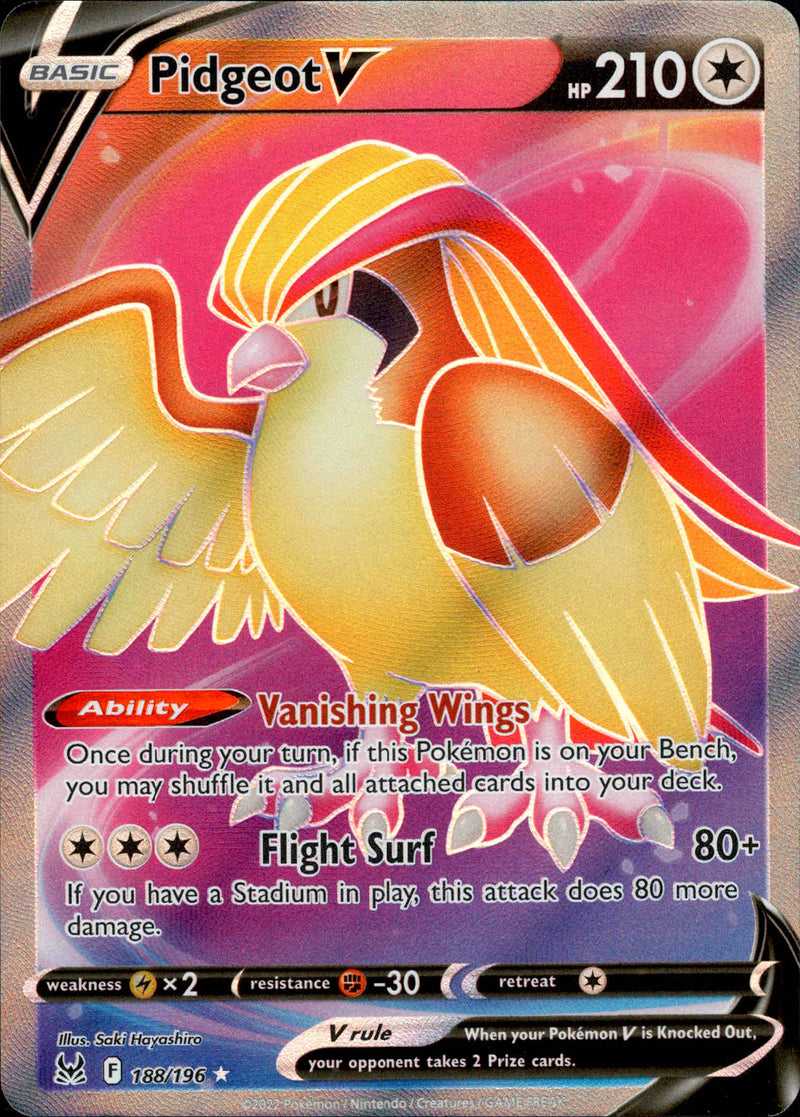 BASIC Pidgeot V HP 210
Ability Vanishing Wings
Once during your turn, if this Pokémon is on your Bench,
you may shuffle it and all attached cards into your deck.
Flight Surf 80+
If you have a Stadium in play, this attack does 80 more
damage.
weakness ×2 resistance -30 retreat
Illus. Saki Hayashiro
V rule When your Pokémon V is Knocked Out,
your opponent takes 2 Prize cards.
F 188/196
©2022 Pokémon / Nintendo / Creatures / GAME FREAK